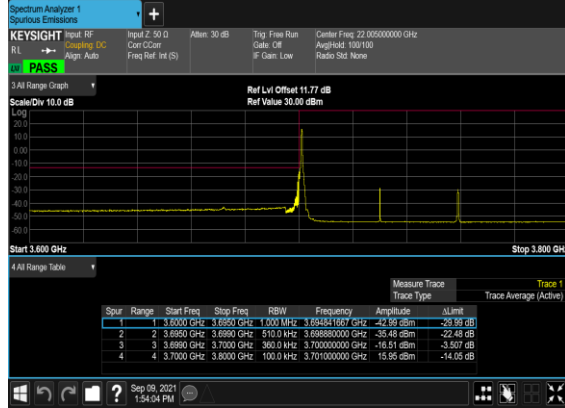 Spectrum Analyzer 1
Spurious Emissions
+
KEYSIGHT
RL
Input: RF
Coupling: DC
Align: Auto
Input Z: 50 Ω
Corr CCorr
Freq Ref: Int (S)
Atten: 30 dB
Trig: Free Run
Gate: Off
IF Gain: Low
Center Freq: 22.005000000 GHz
Avg|Hold: 100/100
Radio Std: None
PASS
3 All Range Graph
Ref Lvl Offset 11.77 dB
Scale/Div 10.0 dB
Ref Value 30.00 dBm
Log
20.0
10.0
0.00
-10.0
-20.0
-30.0
-40.0
-50.0
-60.0
Start 3.600 GHz
Stop 3.800 GH
4 All Range Table
Measure Trace Trace 1
Trace Type Trace Average (Active)
Spur Range Start Freq Stop Freq RBW Frequency Amplitude ΔLimit
1 1 3.6000 GHz 3.6950 GHz 1.000 MHz 3.694841667 GHz -42.99 dBm -29.99 dB
2 2 3.6950 GHz 3.6990 GHz 510.0 kHz 3.698880000 GHz -35.48 dBm -22.48 dB
3 3 3.6990 GHz 3.7000 GHz 360.0 kHz 3.700000000 GHz -16.51 dBm -3.507 dB
4 4 3.7000 GHz 3.8000 GHz 100.0 kHz 3.701000000 GHz 15.95 dBm -14.05 dB
?
Sep 09, 2021
1:54:04 PM